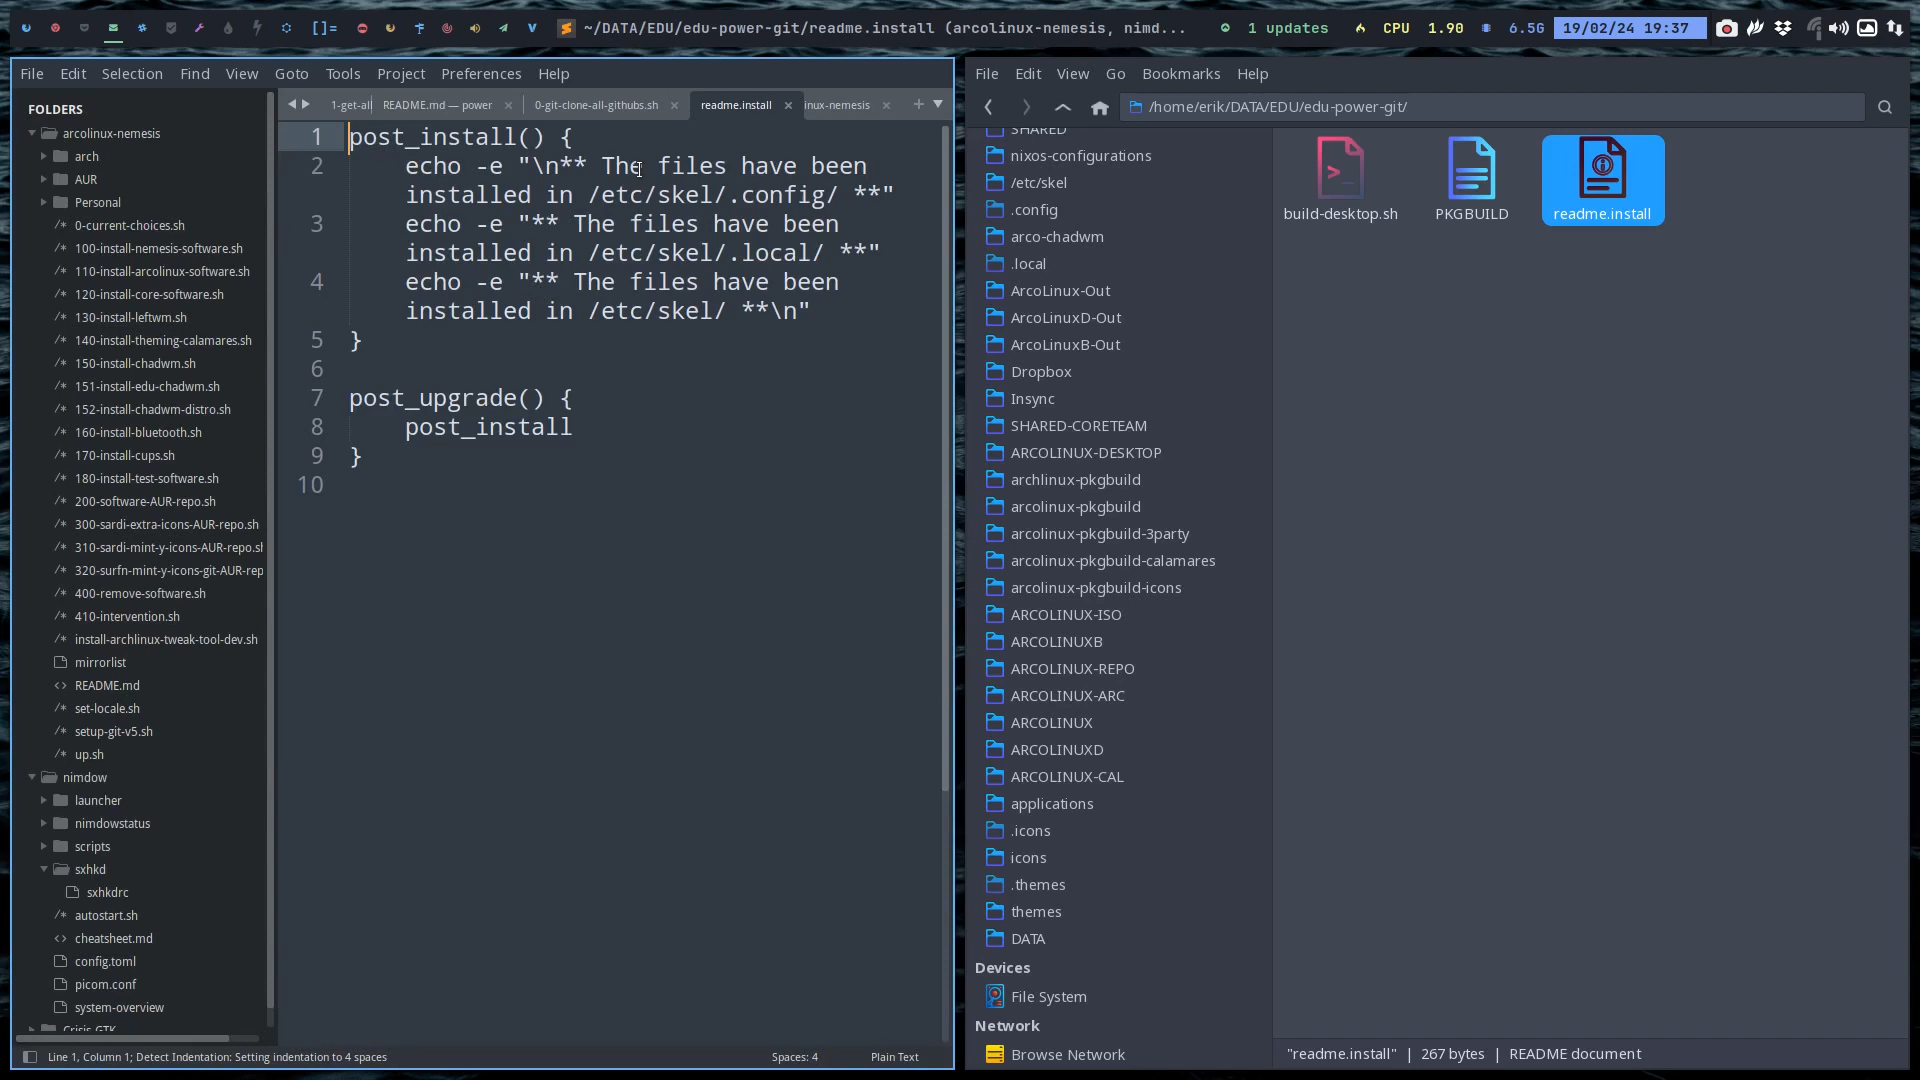 []=
~/DATA/EDU/edu-power-git/readme.install (arcolinux-nemesis, nimd...
1 updates
CPU 1.90
6.5G
19/02/24 19:37
File Edit Selection Find View Goto Tools Project Preferences Help
FOLDERS
arcolinux-nemesis
arch
AUR
Personal
0-current-choices.sh
100-install-nemesis-software.sh
110-install-arcolinux-software.sh
120-install-core-software.sh
130-install-leftwm.sh
140-install-theming-calamares.sh
150-install-chadwm.sh
151-install-edu-chadwm.sh
152-install-chadwm-distro.sh
160-install-bluetooth.sh
170-install-cups.sh
180-install-test-software.sh
200-software-AUR-repo.sh
300-sardi-extra-icons-AUR-repo.sh
310-sardi-mint-y-icons-AUR-repo.sh
320-surfn-mint-y-icons-git-AUR-rep
400-remove-software.sh
410-intervention.sh
install-archlinux-tweak-tool-dev.sh
mirrorlist
README.md
set-locale.sh
setup-git-v5.sh
up.sh
nimdow
launcher
nimdowstatus
scripts
sxhkd
sxhkdrc
autostart.sh
cheatsheet.md
config.toml
picom.conf
system-overview
Crisis-GTK
1-get-all
README.md — power
0-git-clone-all-githubs.sh
readme.install
inux-nemesis
1 post_install() {
2 echo -e "\n** The files have been
installed in /etc/skel/.config/ **"
3 echo -e "** The files have been
installed in /etc/skel/.local/ **"
4 echo -e "** The files have been
installed in /etc/skel/ **\n"
5 }
6
7 post_upgrade() {
8 post_install
9 }
10
Line 1, Column 1; Detect Indentation: Setting indentation to 4 spaces
Spaces: 4
Plain Text
File Edit View Go Bookmarks Help
/home/erik/DATA/EDU/edu-power-git/
SHARED
nixos-configurations
/etc/skel
.config
arco-chadwm
.local
ArcoLinux-Out
ArcoLinuxD-Out
ArcoLinuxB-Out
Dropbox
Insync
SHARED-CORETEAM
ARCOLINUX-DESKTOP
archlinux-pkgbuild
arcolinux-pkgbuild
arcolinux-pkgbuild-3party
arcolinux-pkgbuild-calamares
arcolinux-pkgbuild-icons
ARCOLINUX-ISO
ARCOLINUXB
ARCOLINUX-REPO
ARCOLINUX-ARC
ARCOLINUX
ARCOLINUXD
ARCOLINUX-CAL
applications
.icons
icons
.themes
themes
DATA
Devices
File System
Network
Browse Network
build-desktop.sh
PKGBUILD
readme.install
"readme.install" | 267 bytes | README document